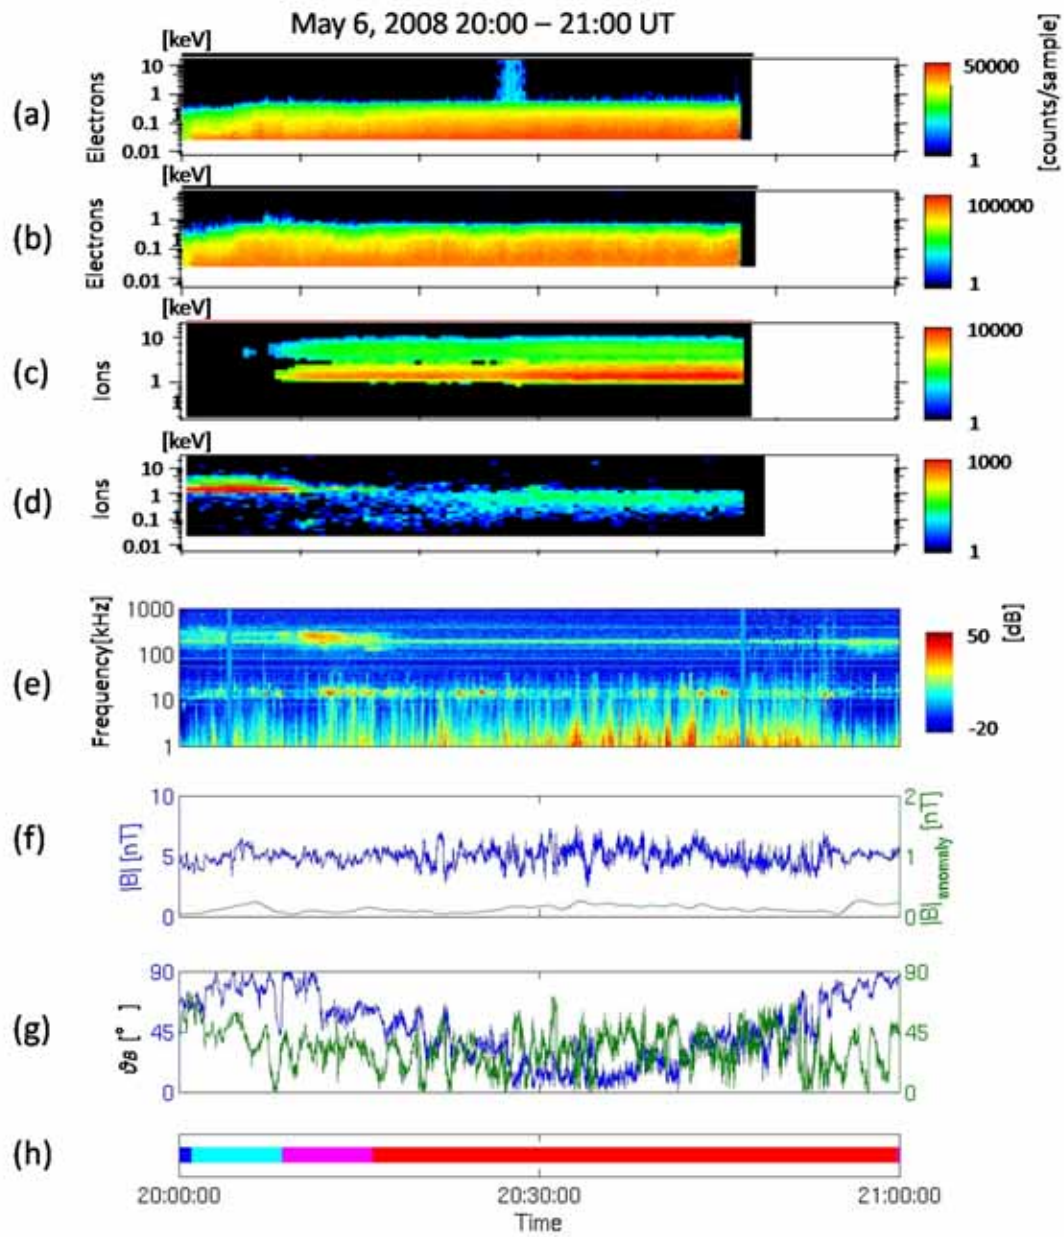 May 6, 2008 20:00 – 21:00 UT
[keV]
(a)
Electrons
10
1
0.1
0.01
50000
1
[counts/sample]
[keV]
(b)
Electrons
1
0.1
0.01
100000
1
[keV]
(c)
Ions
10
1
10000
1
[keV]
(d)
Ions
10
1
0.1
0.01
1000
1
(e)
Frequency[kHz]
1000
100
10
1
50
-20
[dB]
(f)
|B| [nT]
10
5
0
2
1
0
|B|anomaly [nT]
(g)
θB [°]
90
45
0
90
45
0
(h)
20:00:00
20:30:00
21:00:00
Time